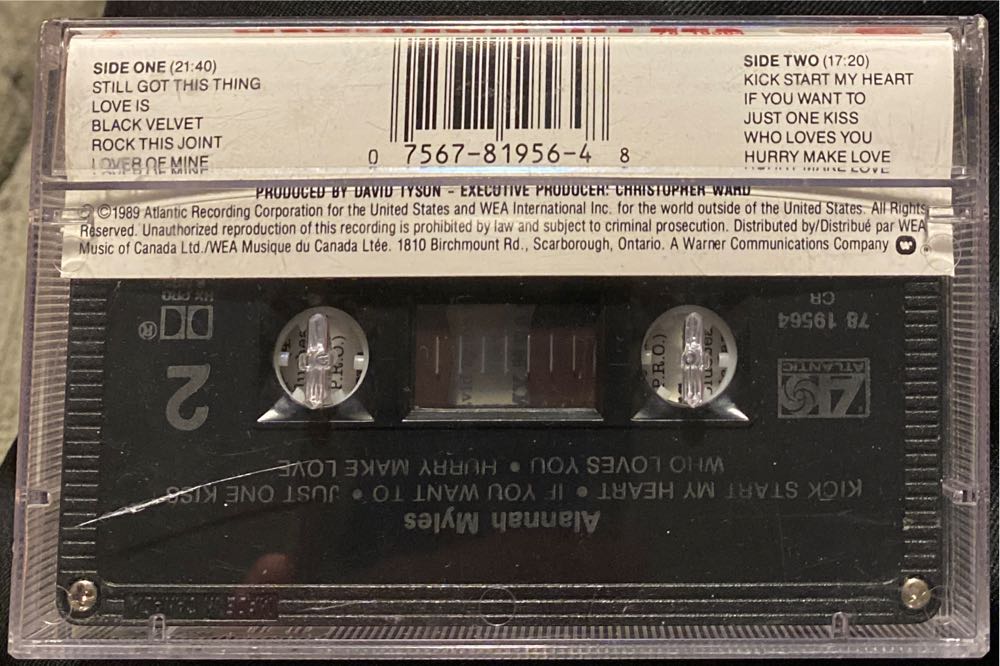 SIDE ONE (21:40)
STILL GOT THIS THING
LOVE IS
BLACK VELVET
ROCK THIS JOINT
LOVER OF MINE
0 7567-81956-4 8
SIDE TWO (17:20)
KICK START MY HEART
IF YOU WANT TO
JUST ONE KISS
WHO LOVES YOU
HURRY MAKE LOVE
PRODUCED BY DAVID TYSON - EXECUTIVE PRODUCER: CHRISTOPHER WARD
℗©1989 Atlantic Recording Corporation for the United States and WEA International Inc. for the world outside of the United States. All Rights
Reserved. Unauthorized reproduction of this recording is prohibited by law and subject to criminal prosecution. Distributed by/Distribué par WEA
Music of Canada Ltd./WEA Musique du Canada Ltée. 1810 Birchmount Rd., Scarborough, Ontario. A Warner Communications Company
Alannah Myles
KICK START MY HEART • IF YOU WANT TO • JUST ONE KISS
WHO LOVES YOU • HURRY MAKE LOVE
ATLANTIC
2
78 19564
CR
HX PRO
P.R.O.)
P.R.O.)